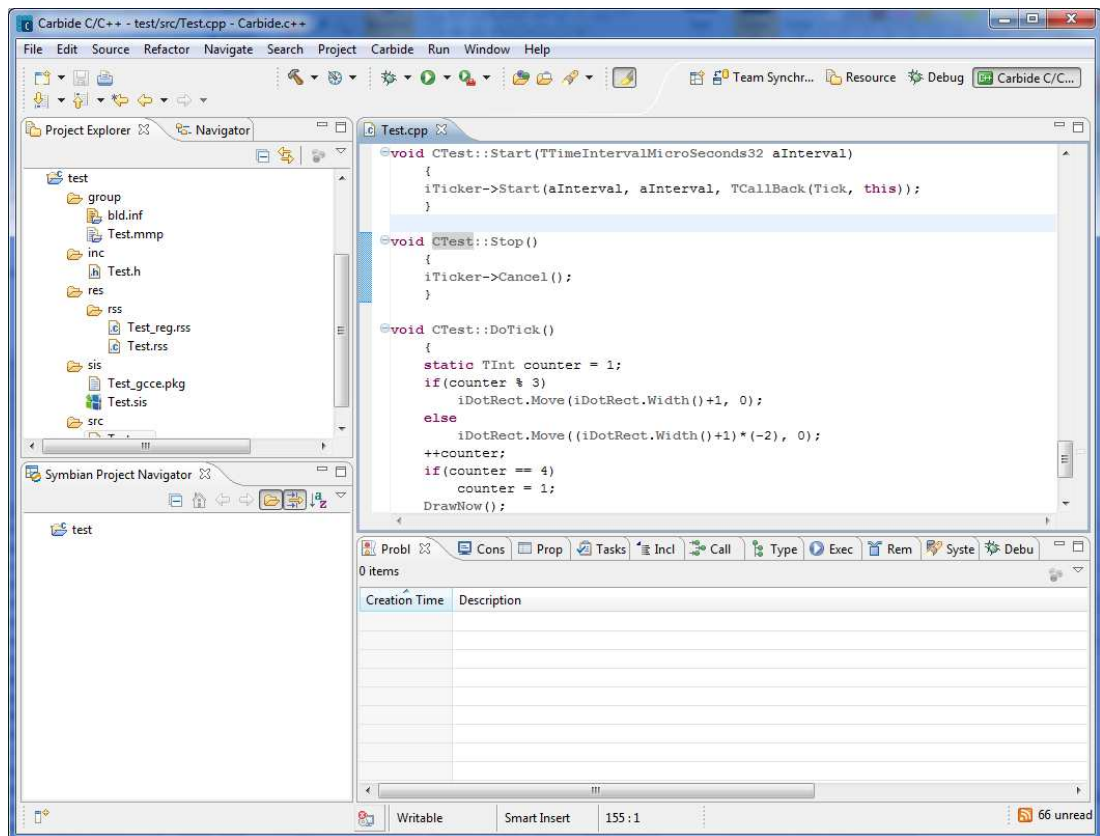 Carbide C/C++ - test/src/Test.cpp - Carbide.c++
File Edit Source Refactor Navigate Search Project Carbide Run Window Help
Team Synchr... Resource Debug Carbide C/C...
Project Explorer Navigator
test
group
bld.inf
Test.mmp
inc
Test.h
res
rss
Test_reg.rss
Test.rss
sis
Test_gcce.pkg
Test.sis
src
Symbian Project Navigator
test
Test.cpp
void CTest::Start(TTimeIntervalMicroSeconds32 aInterval)
{
iTicker->Start(aInterval, aInterval, TCallBack(Tick, this));
}
void CTest::Stop()
{
iTicker->Cancel();
}
void CTest::DoTick()
{
static TInt counter = 1;
if(counter % 3)
iDotRect.Move(iDotRect.Width()+1, 0);
else
iDotRect.Move((iDotRect.Width()+1)*(-2), 0);
++counter;
if(counter == 4)
counter = 1;
DrawNow();
Probl Cons Prop Tasks Incl Call Type Exec Rem Syste Debu
0 items
Creation Time Description
Writable Smart Insert 155 : 1 66 unread